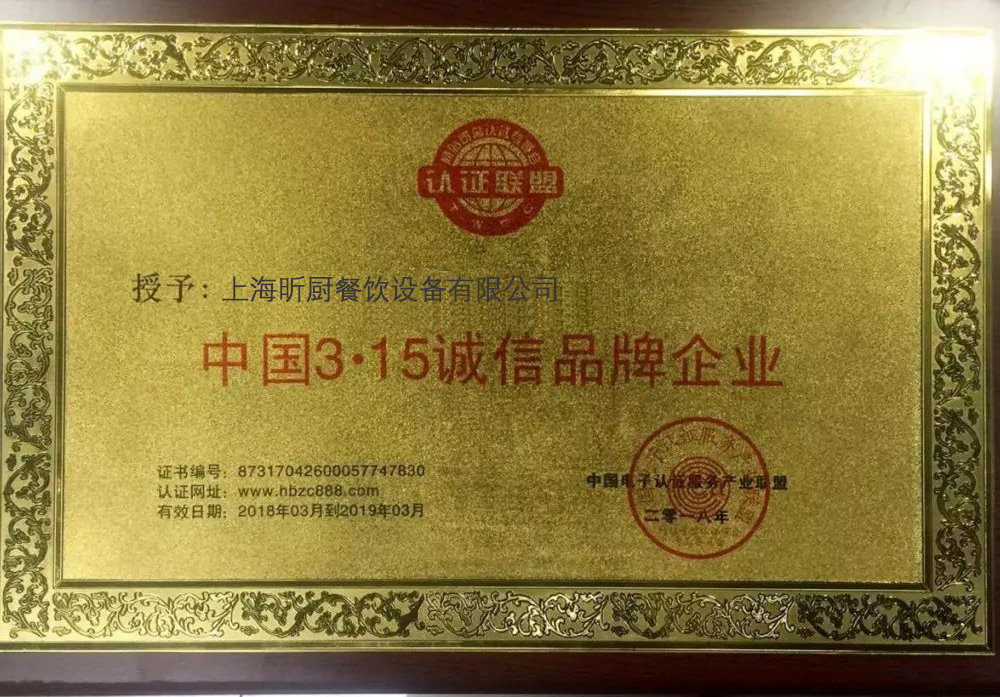 认证联盟
授予：上海昕厨餐饮设备有限公司
中国3·15诚信品牌企业
证书编号：87317042600057747830
认证网址：www.hbzc888.com
有效日期：2018年03月到2019年03月
中国电子认证服务产业联盟
二零一八年